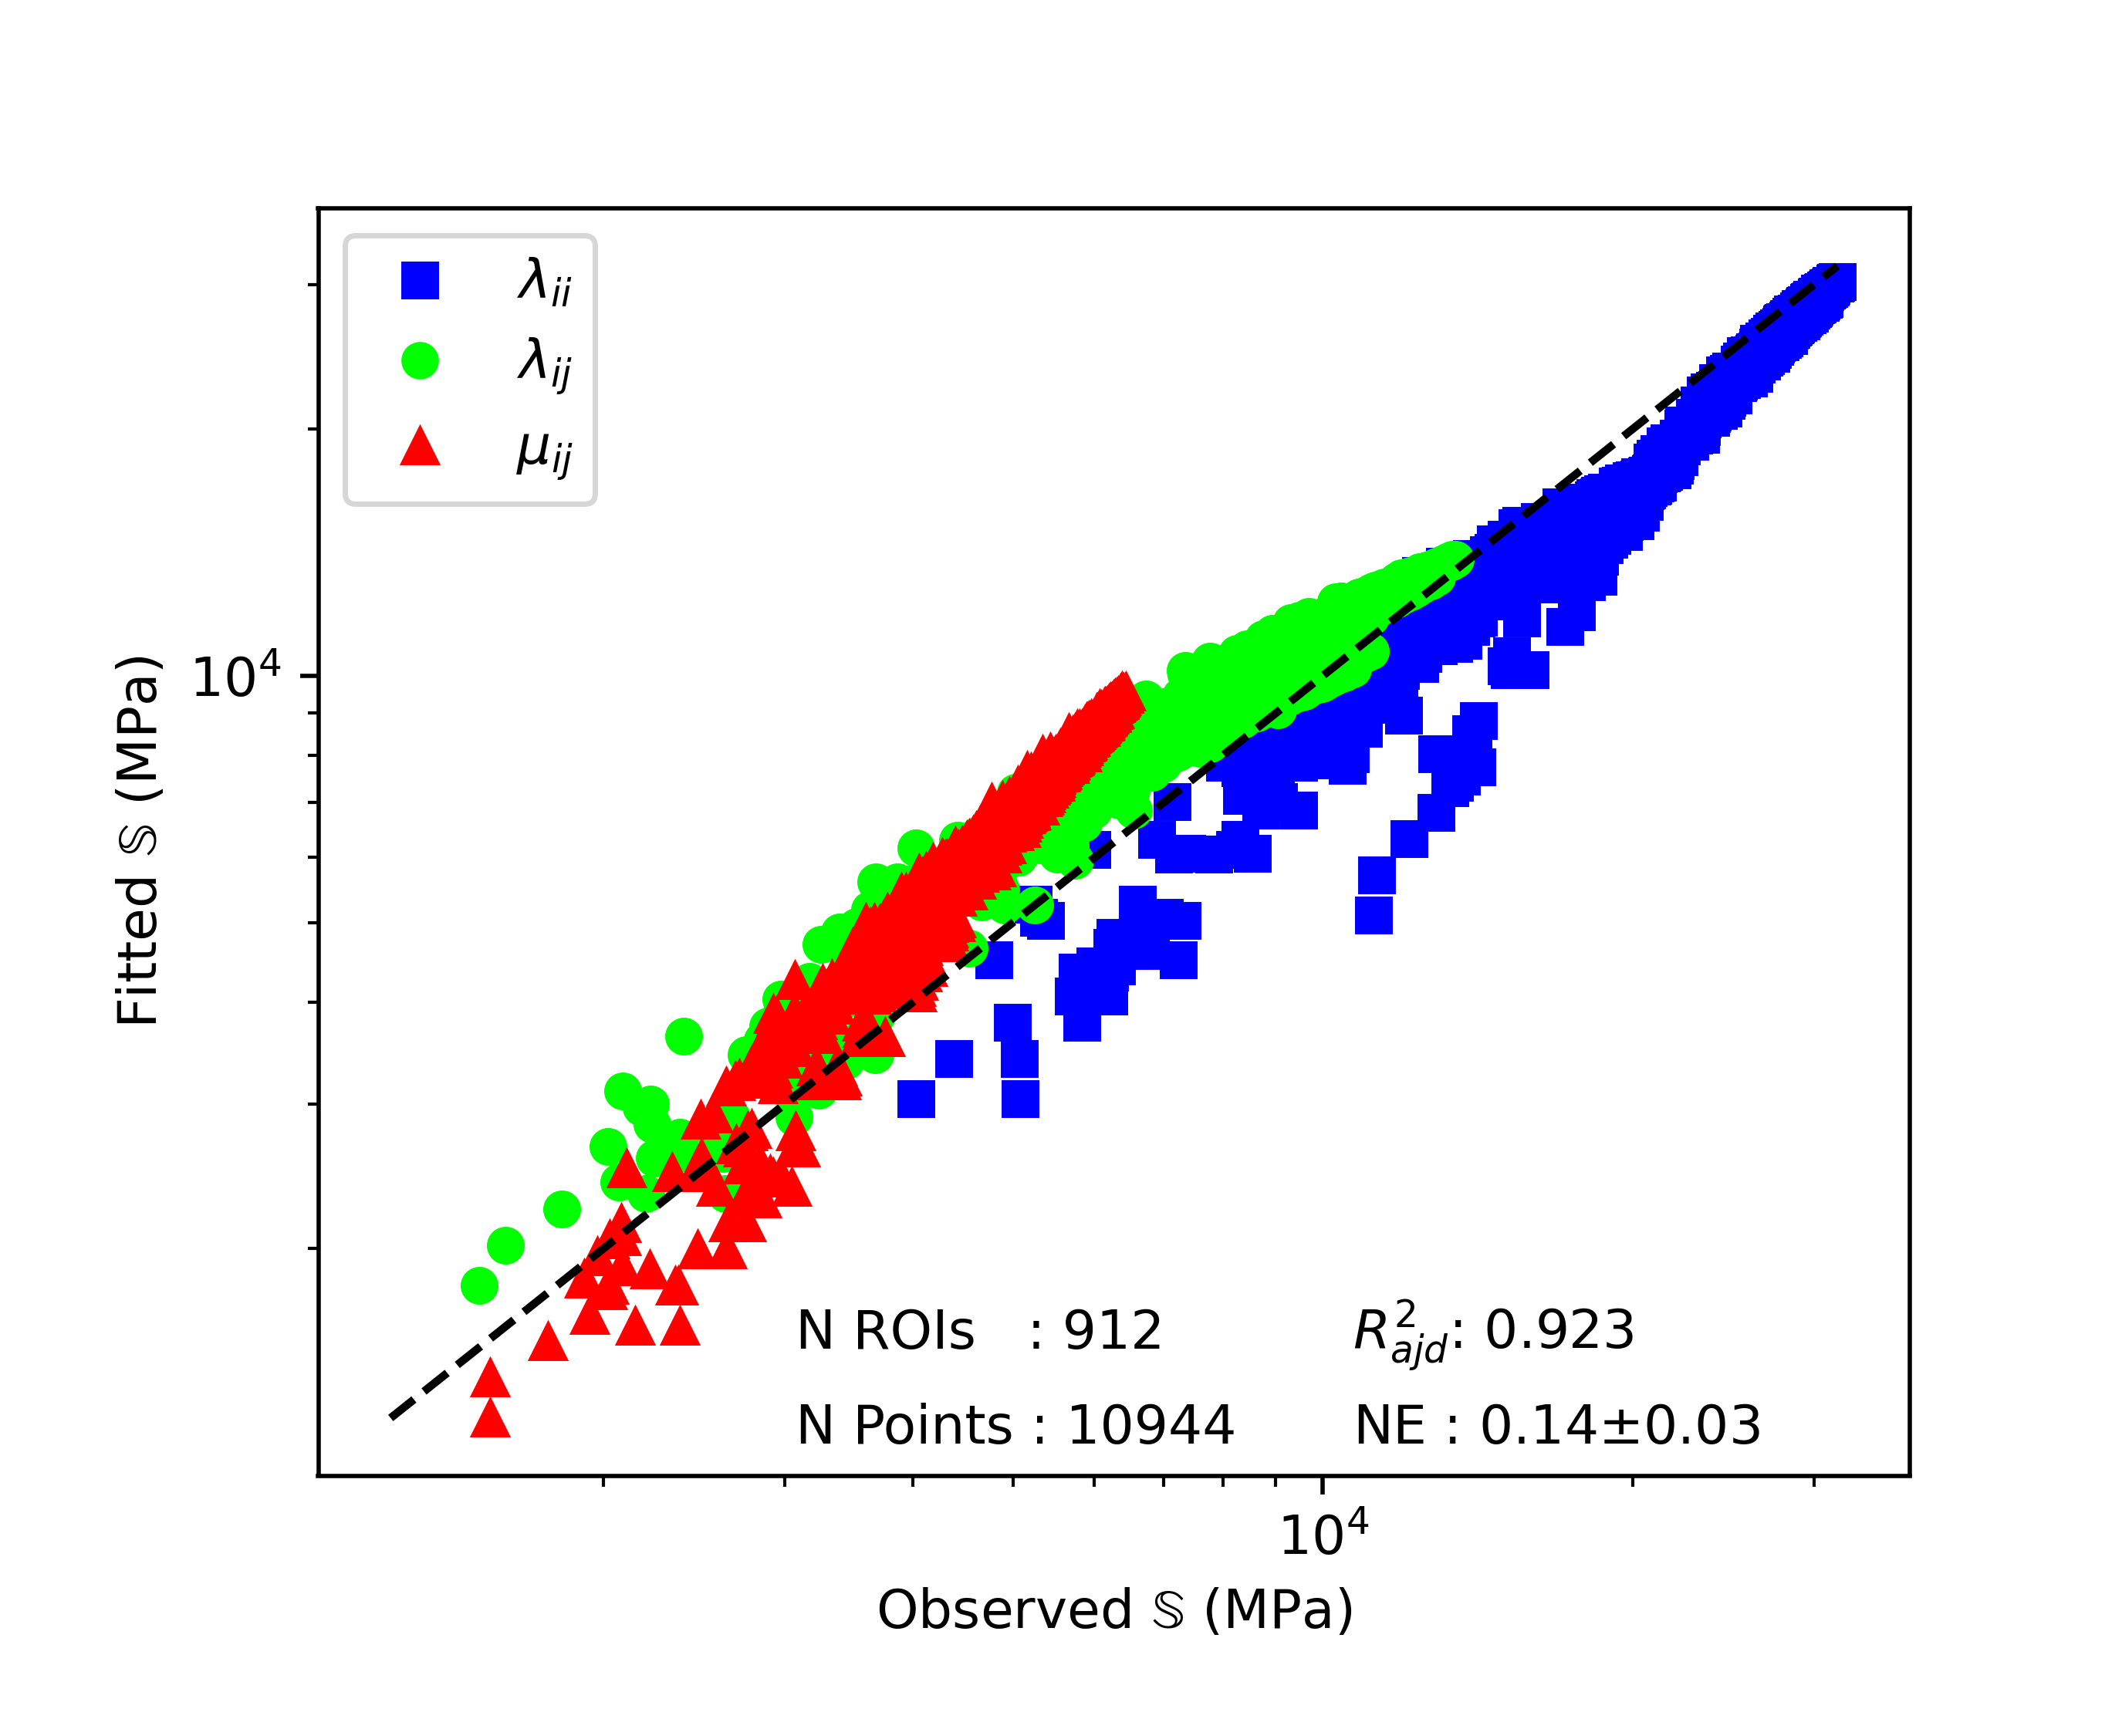 λii
λij
μij
10⁴
Fitted 𝕊 (MPa)
N ROIs : 912
R²ajd: 0.923
N Points : 10944
NE : 0.14±0.03
10⁴
Observed 𝕊 (MPa)